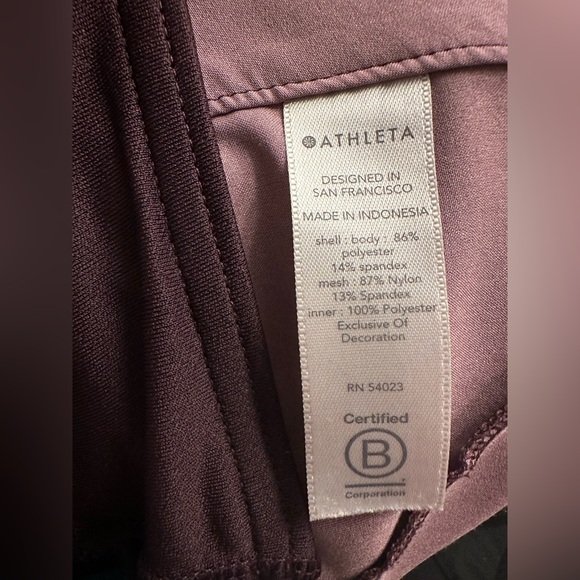 ATHLETA
DESIGNED IN
SAN FRANCISCO
MADE IN INDONESIA
shell : body : 86%
polyester
14% spandex
mesh : 87% Nylon
13% Spandex
inner : 100% Polyester
Exclusive Of
Decoration
RN 54023
Certified
B
Corporation